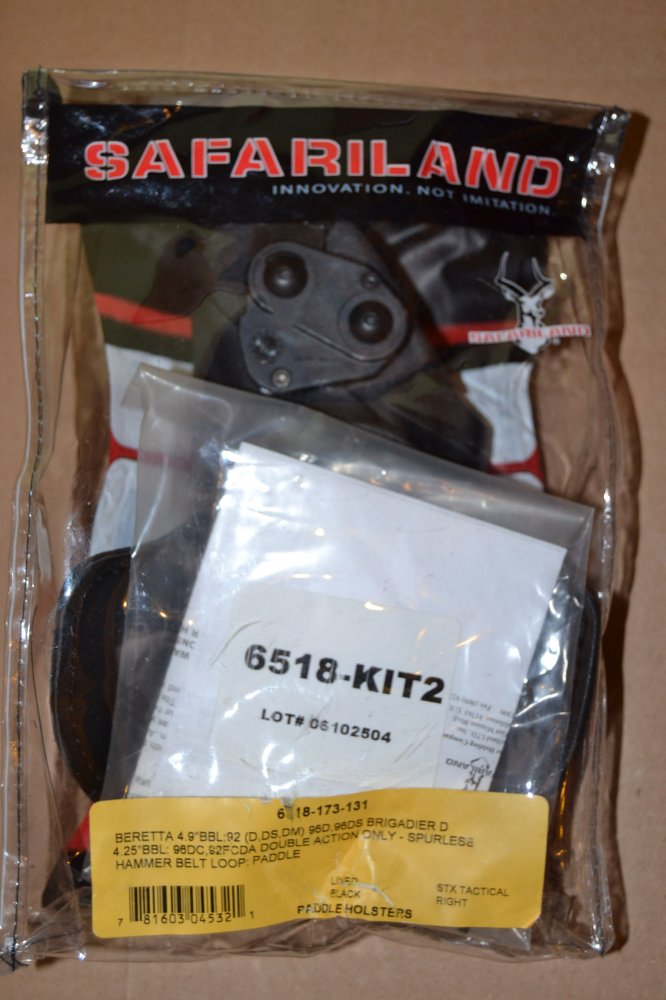 SAFARILAND
INNOVATION. NOT IMITATION.
SAFARILAND
6518-KIT2
LOT# 06102504
6518-173-131
BERETTA 4.9"BBL:92 (D,DS,DM) 96D,96DS BRIGADIER D
4.25"BBL: 96DC,92FCDA DOUBLE ACTION ONLY - SPURLESS
HAMMER BELT LOOP: PADDLE
LINED
BLACK
STX TACTICAL
RIGHT
PADDLE HOLSTERS
7 81603 04532 1